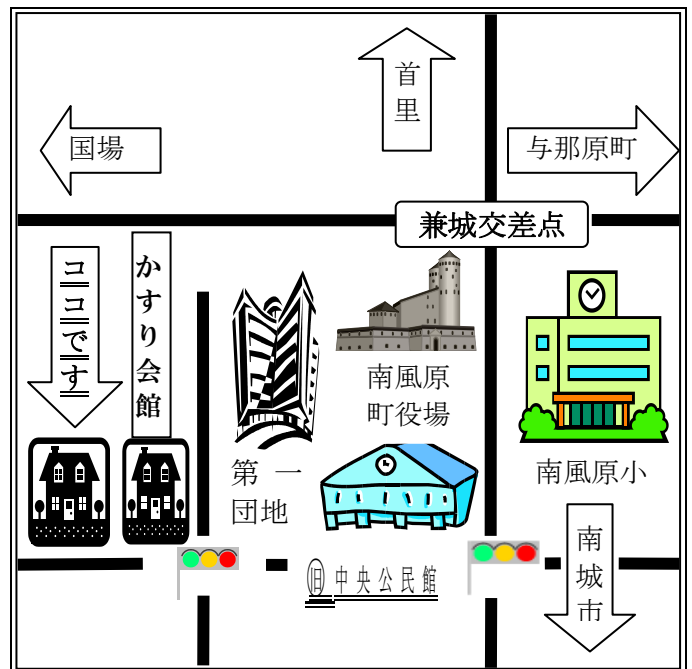 首里
国場
与那原町
兼城交差点
ココです
かすり会館
南風原
町役場
第一
団地
南風原小
㊆中央公民館
南城市